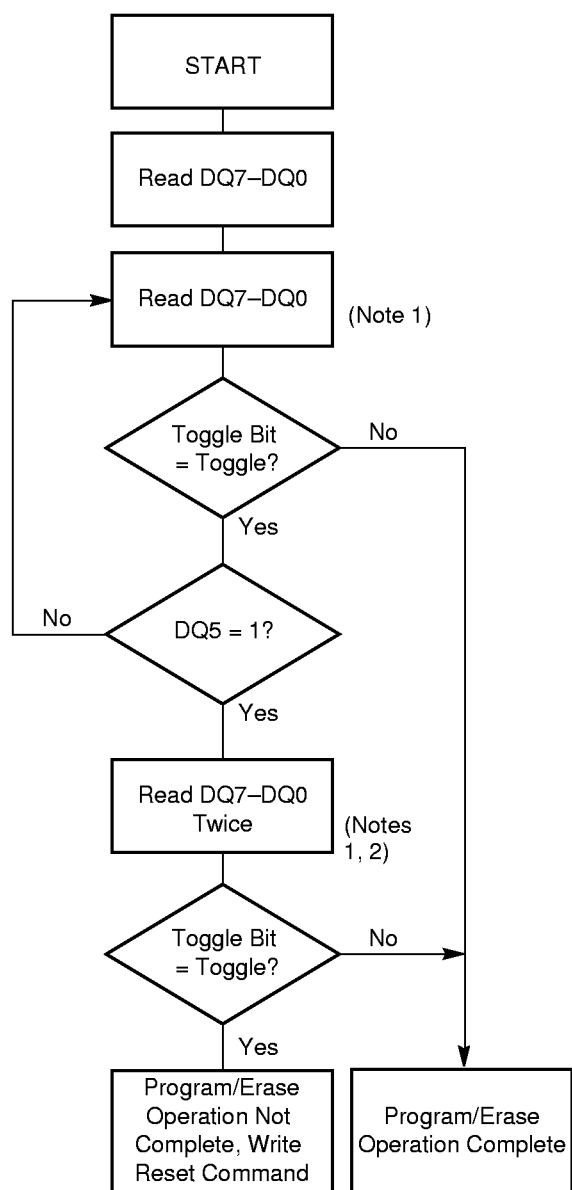 START
Read DQ7–DQ0
Read DQ7–DQ0
(Note 1)
Toggle Bit
= Toggle?
No
Yes
DQ5 = 1?
No
Yes
Read DQ7–DQ0
Twice
(Notes
1, 2)
Toggle Bit
= Toggle?
No
Yes
Program/Erase
Operation Not
Complete, Write
Reset Command
Program/Erase
Operation Complete